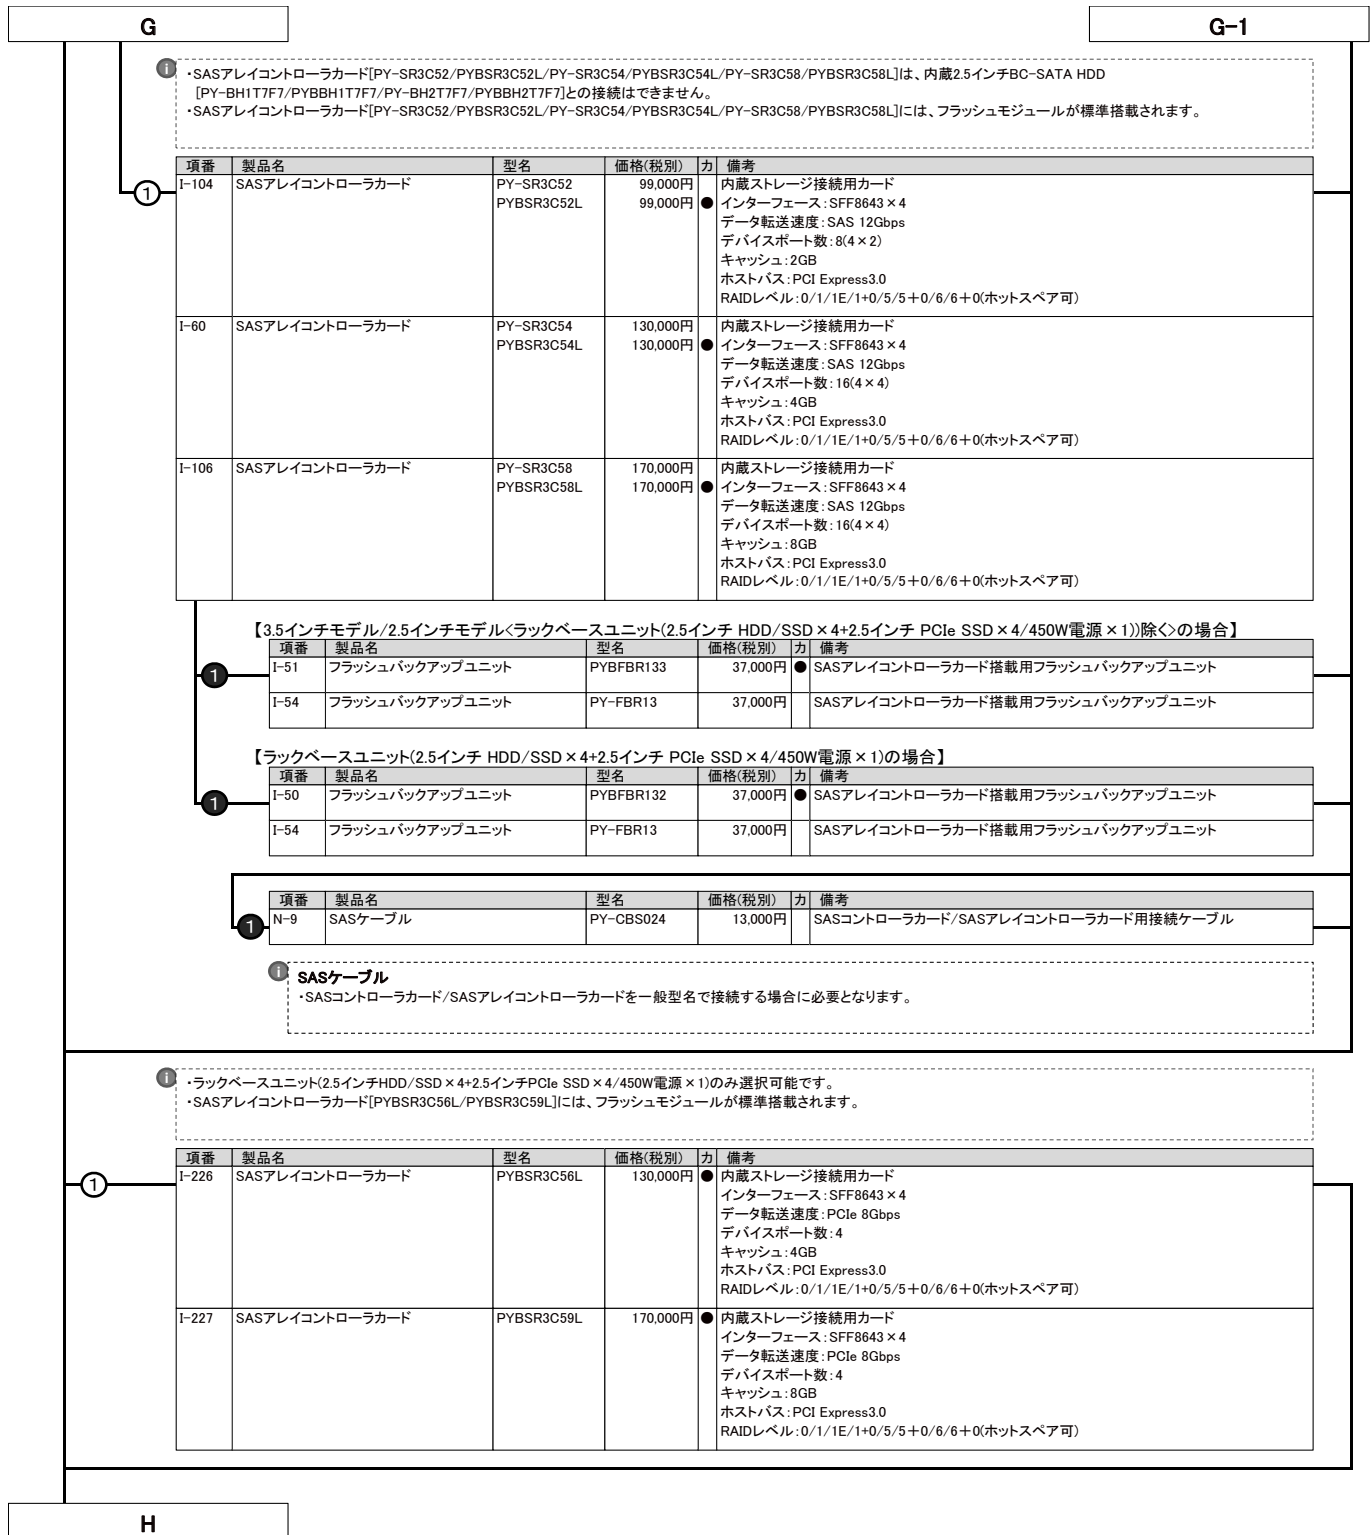 G
G-1
・SASアレイコントローラカード[PY-SR3C52/PYBSR3C52L/PY-SR3C54/PYBSR3C54L/PY-SR3C58/PYBSR3C58L]は、内蔵2.5インチBC-SATA HDD
[PY-BH1T7F7/PYBBH1T7F7/PY-BH2T7F7/PYBBH2T7F7]との接続はできません。
・SASアレイコントローラカード[PY-SR3C52/PYBSR3C52L/PY-SR3C54/PYBSR3C54L/PY-SR3C58/PYBSR3C58L]には、フラッシュモジュールが標準搭載されます。
項番 製品名 型名 価格(税別) カ 備考
1 I-104 SASアレイコントローラカード PY-SR3C52 99,000円 内蔵ストレージ接続用カード
PYBSR3C52L 99,000円 ● インターフェース:SFF8643×4
データ転送速度:SAS 12Gbps
デバイスポート数:8(4×2)
キャッシュ:2GB
ホストバス:PCI Express3.0
RAIDレベル:0/1/1E/1+0/5/5+0/6/6+0(ホットスペア可)
I-60 SASアレイコントローラカード PY-SR3C54 130,000円 内蔵ストレージ接続用カード
PYBSR3C54L 130,000円 ● インターフェース:SFF8643×4
データ転送速度:SAS 12Gbps
デバイスポート数:16(4×4)
キャッシュ:4GB
ホストバス:PCI Express3.0
RAIDレベル:0/1/1E/1+0/5/5+0/6/6+0(ホットスペア可)
I-106 SASアレイコントローラカード PY-SR3C58 170,000円 内蔵ストレージ接続用カード
PYBSR3C58L 170,000円 ● インターフェース:SFF8643×4
データ転送速度:SAS 12Gbps
デバイスポート数:16(4×4)
キャッシュ:8GB
ホストバス:PCI Express3.0
RAIDレベル:0/1/1E/1+0/5/5+0/6/6+0(ホットスペア可)
【3.5インチモデル/2.5インチモデル<ラックベースユニット(2.5インチ HDD/SSD×4+2.5インチ PCIe SSD×4/450W電源×1))除く>の場合】
項番 製品名 型名 価格(税別) カ 備考
1 I-51 フラッシュバックアップユニット PYBFBR133 37,000円 ● SASアレイコントローラカード搭載用フラッシュバックアップユニット
I-54 フラッシュバックアップユニット PY-FBR13 37,000円 SASアレイコントローラカード搭載用フラッシュバックアップユニット
【ラックベースユニット(2.5インチ HDD/SSD×4+2.5インチ PCIe SSD×4/450W電源×1)の場合】
項番 製品名 型名 価格(税別) カ 備考
1 I-50 フラッシュバックアップユニット PYBFBR132 37,000円 ● SASアレイコントローラカード搭載用フラッシュバックアップユニット
I-54 フラッシュバックアップユニット PY-FBR13 37,000円 SASアレイコントローラカード搭載用フラッシュバックアップユニット
項番 製品名 型名 価格(税別) カ 備考
1 N-9 SASケーブル PY-CBS024 13,000円 SASコントローラカード/SASアレイコントローラカード用接続ケーブル
i SASケーブル
・SASコントローラカード/SASアレイコントローラカードを一般型名で接続する場合に必要となります。
・ラックベースユニット(2.5インチHDD/SSD×4+2.5インチPCIe SSD×4/450W電源×1)のみ選択可能です。
・SASアレイコントローラカード[PYBSR3C56L/PYBSR3C59L]には、フラッシュモジュールが標準搭載されます。
項番 製品名 型名 価格(税別) カ 備考
1 I-226 SASアレイコントローラカード PYBSR3C56L 130,000円 ● 内蔵ストレージ接続用カード
インターフェース:SFF8643×4
データ転送速度:PCIe 8Gbps
デバイスポート数:4
キャッシュ:4GB
ホストバス:PCI Express3.0
RAIDレベル:0/1/1E/1+0/5/5+0/6/6+0(ホットスペア可)
I-227 SASアレイコントローラカード PYBSR3C59L 170,000円 ● 内蔵ストレージ接続用カード
インターフェース:SFF8643×4
データ転送速度:PCIe 8Gbps
デバイスポート数:4
キャッシュ:8GB
ホストバス:PCI Express3.0
RAIDレベル:0/1/1E/1+0/5/5+0/6/6+0(ホットスペア可)
H